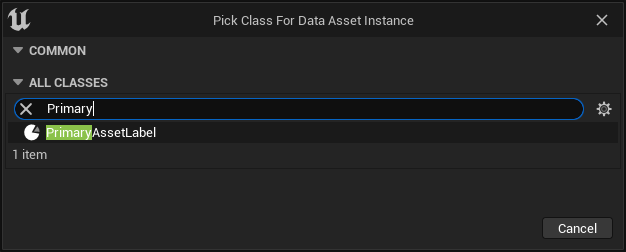 Pick Class For Data Asset Instance
COMMON
ALL CLASSES
Primary
PrimaryAssetLabel
1 item
Cancel